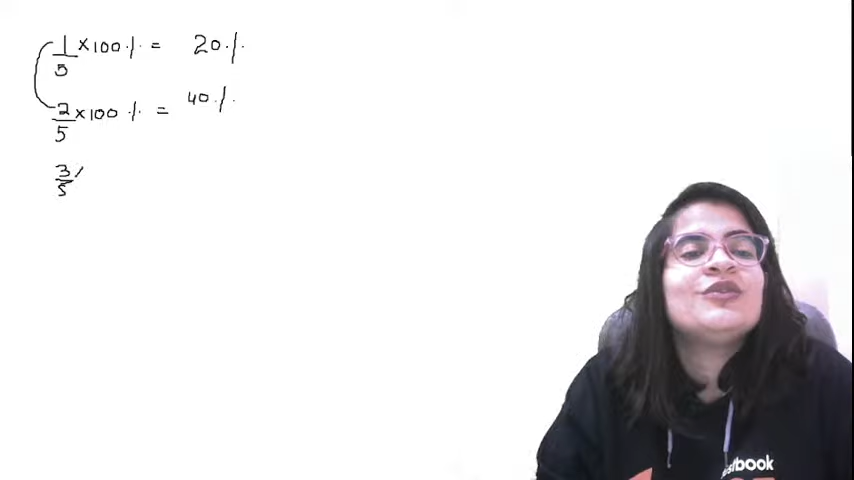 1/5 × 100 % = 20 %
2/5 × 100 % = 40 %
3/5